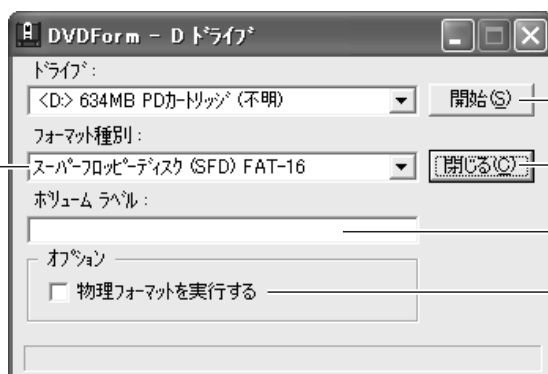 DVDForm - D ﾄﾞﾗｲﾌﾞ
ﾄﾞﾗｲﾌﾞ:
<D:> 634MB PDｶｰﾄﾘｯｼﾞ (不明)
開始(S)
ﾌｫｰﾏｯﾄ種別:
ｽｰﾊﾟｰﾌﾛｯﾋﾟｰﾃﾞｨｽｸ (SFD) FAT-16
閉じる(C)
ﾎﾞﾘｭｰﾑ ﾗﾍﾞﾙ:
ｵﾌﾟｼｮﾝ
物理ﾌｫｰﾏｯﾄを実行する